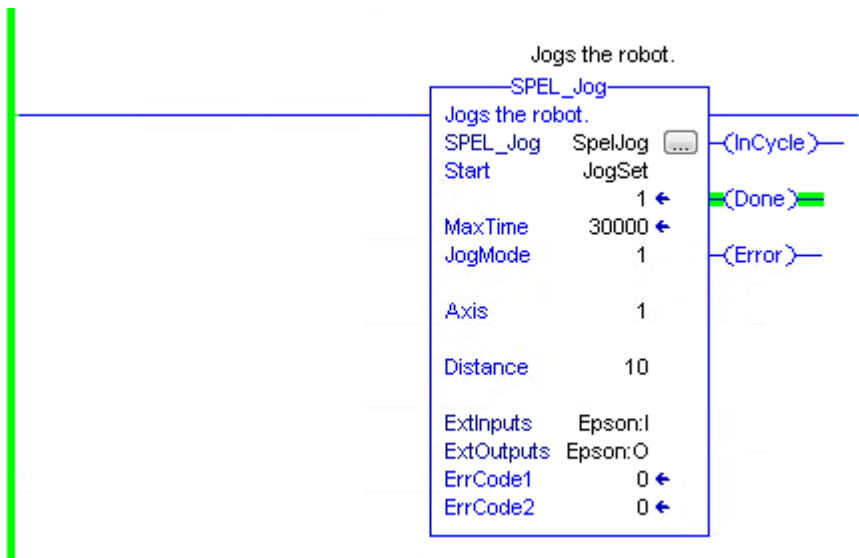 Jogs the robot.
SPEL_Jog
Jogs the robot.
SPEL_Jog SpelJog ... (InCycle)
Start JogSet
1 (Done)
MaxTime 30000
JogMode 1 (Error)
Axis 1
Distance 10
ExtInputs Epson:I
ExtOutputs Epson:O
ErrCode1 0
ErrCode2 0